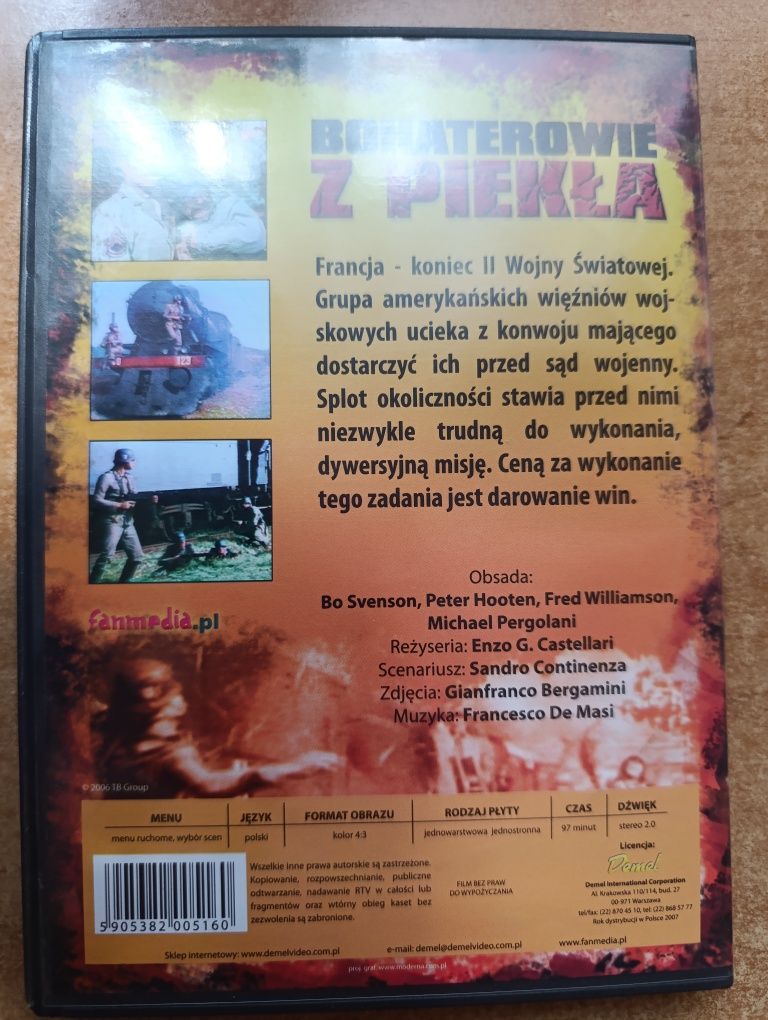 BOHATEROWIE
Z PIEKŁA
Francja - koniec II Wojny Światowej.
Grupa amerykańskich więźniów woj-
skowych ucieka z konwoju mającego
dostarczyć ich przed sąd wojenny.
Splot okoliczności stawia przed nimi
niezwykle trudną do wykonania,
dywersyjną misję. Ceną za wykonanie
tego zadania jest darowanie win.
Obsada:
Bo Svenson, Peter Hooten, Fred Williamson,
Michael Pergolani
Reżyseria: Enzo G. Castellari
Scenariusz: Sandro Continenza
Zdjęcia: Gianfranco Bergamini
Muzyka: Francesco De Masi
fanmedia.pl
© 2006 TB Group
MENU JĘZYK FORMAT OBRAZU RODZAJ PŁYTY CZAS DŹWIĘK
menu ruchome, wybór scen polski kolor 4:3 jednowarstwowa jednostronna 97 minut stereo 2.0
Wszelkie inne prawa autorskie są zastrzeżone.
Kopiowanie, rozpowszechnianie, publiczne
odtwarzanie, nadawanie RTV w całości lub
fragmentów oraz wtórny obieg kaset bez
zezwolenia są zabronione.
FILM BEZ PRAW
DO WYPOŻYCZANIA
Licencja:
Demel
Demel International Corporation
Al. Krakowska 110/114, bud. 27
00-971 Warszawa
tel/fax: (22) 870 45 10, tel: (22) 868 57 77
Rok dystrybucji w Polsce 2007
5 905382 005160
Sklep internetowy: www.demelvideo.com.pl e-mail: demel@demelvideo.com.pl www.fanmedia.pl
proj. graf. www.moderna.com.pl